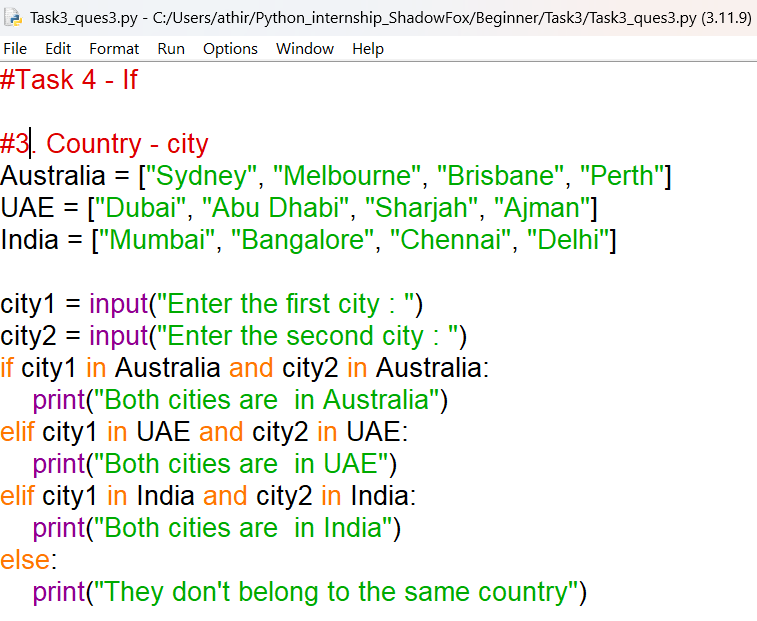 Task3_ques3.py - C:/Users/athir/Python_internship_ShadowFox/Beginner/Task3/Task3_ques3.py (3.11.9)
File Edit Format Run Options Window Help
#Task 4 - If
#3. Country - city
Australia = ["Sydney", "Melbourne", "Brisbane", "Perth"]
UAE = ["Dubai", "Abu Dhabi", "Sharjah", "Ajman"]
India = ["Mumbai", "Bangalore", "Chennai", "Delhi"]
city1 = input("Enter the first city : ")
city2 = input("Enter the second city : ")
if city1 in Australia and city2 in Australia:
    print("Both cities are  in Australia")
elif city1 in UAE and city2 in UAE:
    print("Both cities are  in UAE")
elif city1 in India and city2 in India:
    print("Both cities are  in India")
else:
    print("They don't belong to the same country")